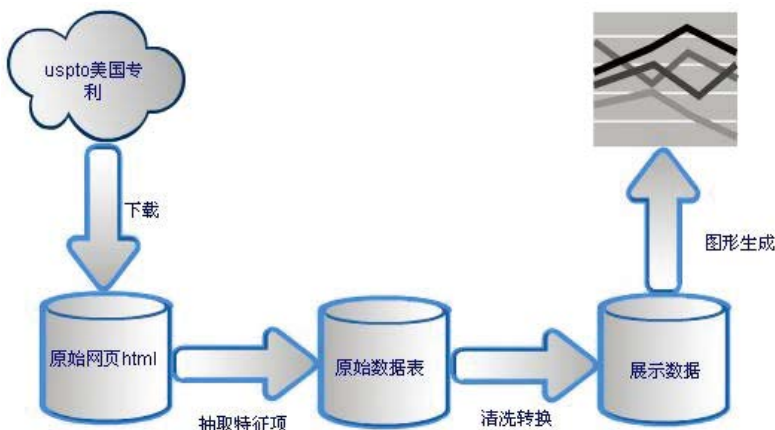 uspto美国专
利
下载
原始网页html
抽取特征项
原始数据表
清洗转换
展示数据
图形生成